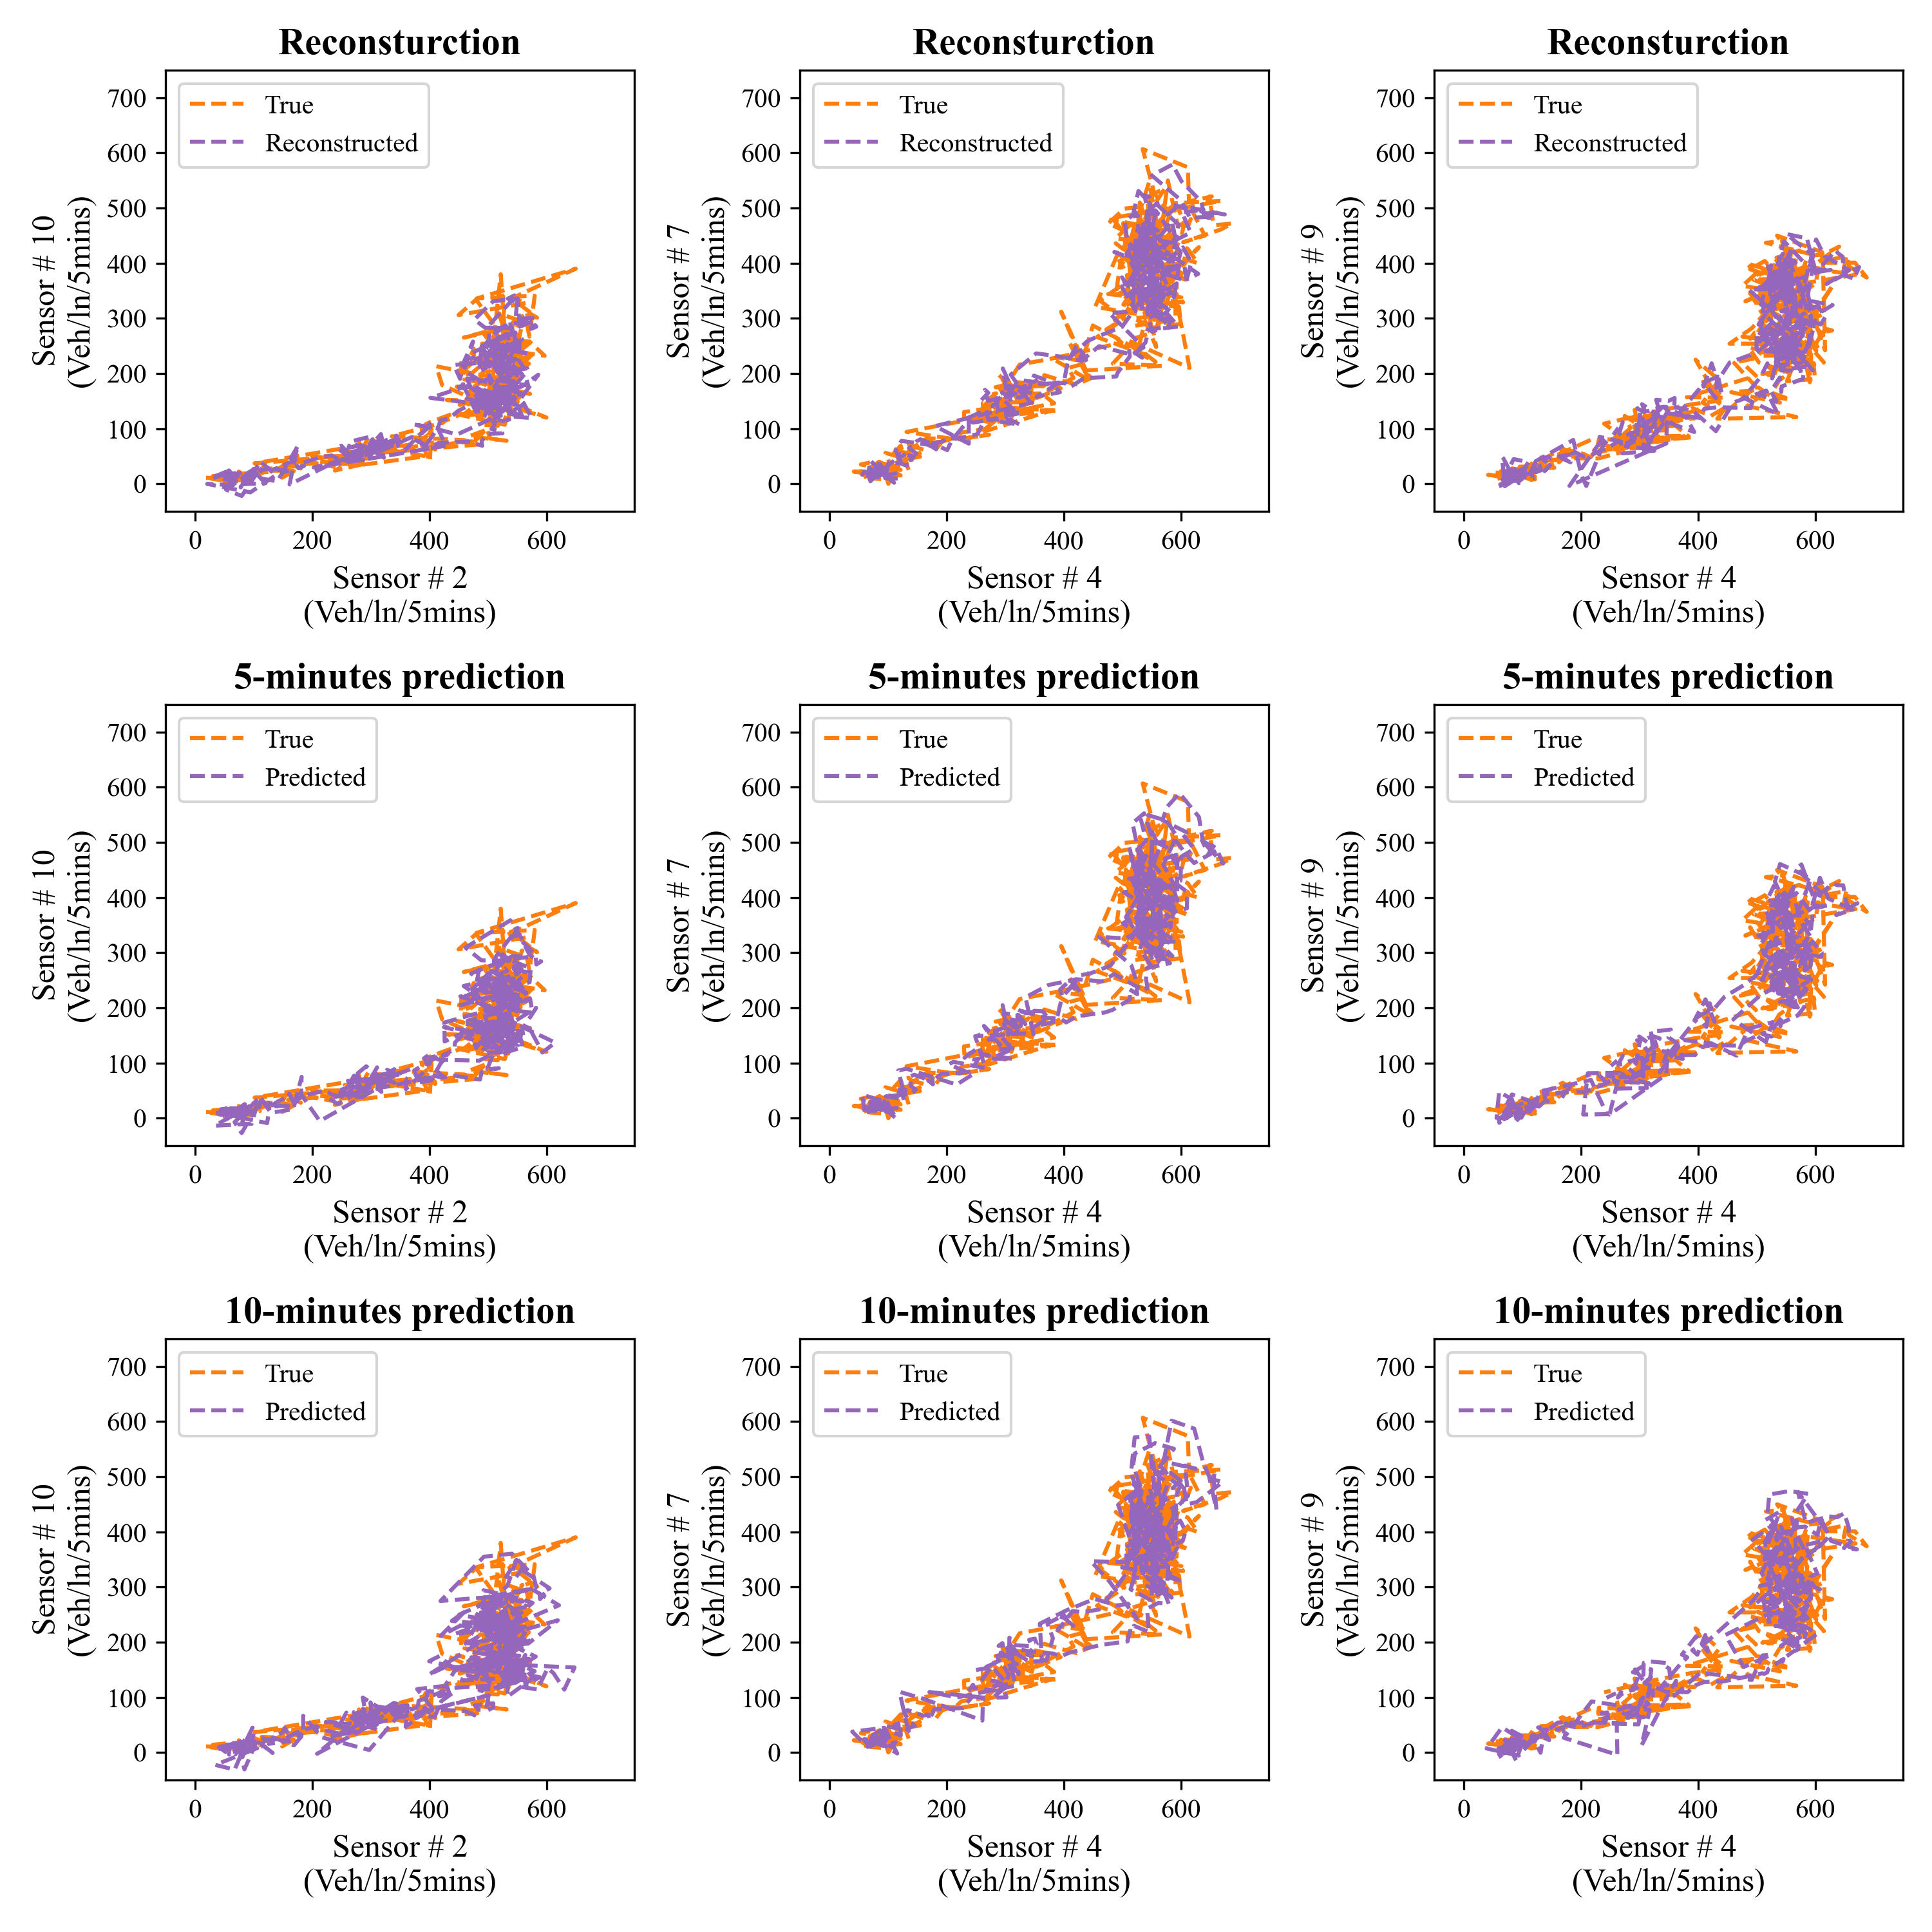 Reconsturction
700
600
500
400
300
200
100
0
True
Reconstructed
Sensor # 10
(Veh/ln/5mins)
0 200 400 600
Sensor # 2
(Veh/ln/5mins)
Reconsturction
700
600
500
400
300
200
100
0
True
Reconstructed
Sensor # 7
(Veh/ln/5mins)
0 200 400 600
Sensor # 4
(Veh/ln/5mins)
Reconsturction
700
600
500
400
300
200
100
0
True
Reconstructed
Sensor # 9
(Veh/ln/5mins)
0 200 400 600
Sensor # 4
(Veh/ln/5mins)
5-minutes prediction
700
600
500
400
300
200
100
0
True
Predicted
Sensor # 10
(Veh/ln/5mins)
0 200 400 600
Sensor # 2
(Veh/ln/5mins)
5-minutes prediction
700
600
500
400
300
200
100
0
True
Predicted
Sensor # 7
(Veh/ln/5mins)
0 200 400 600
Sensor # 4
(Veh/ln/5mins)
5-minutes prediction
700
600
500
400
300
200
100
0
True
Predicted
Sensor # 9
(Veh/ln/5mins)
0 200 400 600
Sensor # 4
(Veh/ln/5mins)
10-minutes prediction
700
600
500
400
300
200
100
0
True
Predicted
Sensor # 10
(Veh/ln/5mins)
0 200 400 600
Sensor # 2
(Veh/ln/5mins)
10-minutes prediction
700
600
500
400
300
200
100
0
True
Predicted
Sensor # 7
(Veh/ln/5mins)
0 200 400 600
Sensor # 4
(Veh/ln/5mins)
10-minutes prediction
700
600
500
400
300
200
100
0
True
Predicted
Sensor # 9
(Veh/ln/5mins)
0 200 400 600
Sensor # 4
(Veh/ln/5mins)